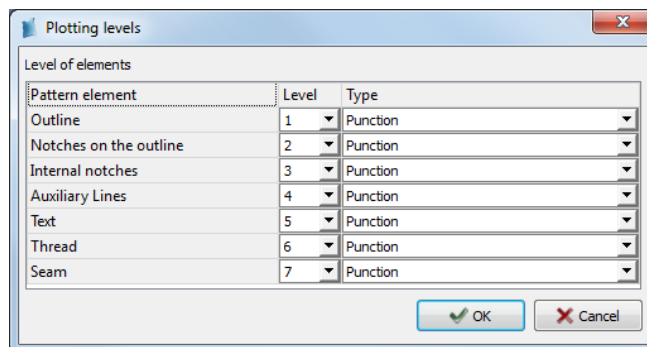 Plotting levels
Level of elements
Pattern element Level Type
Outline 1 Punction
Notches on the outline 2 Punction
Internal notches 3 Punction
Auxiliary Lines 4 Punction
Text 5 Punction
Thread 6 Punction
Seam 7 Punction
OK Cancel